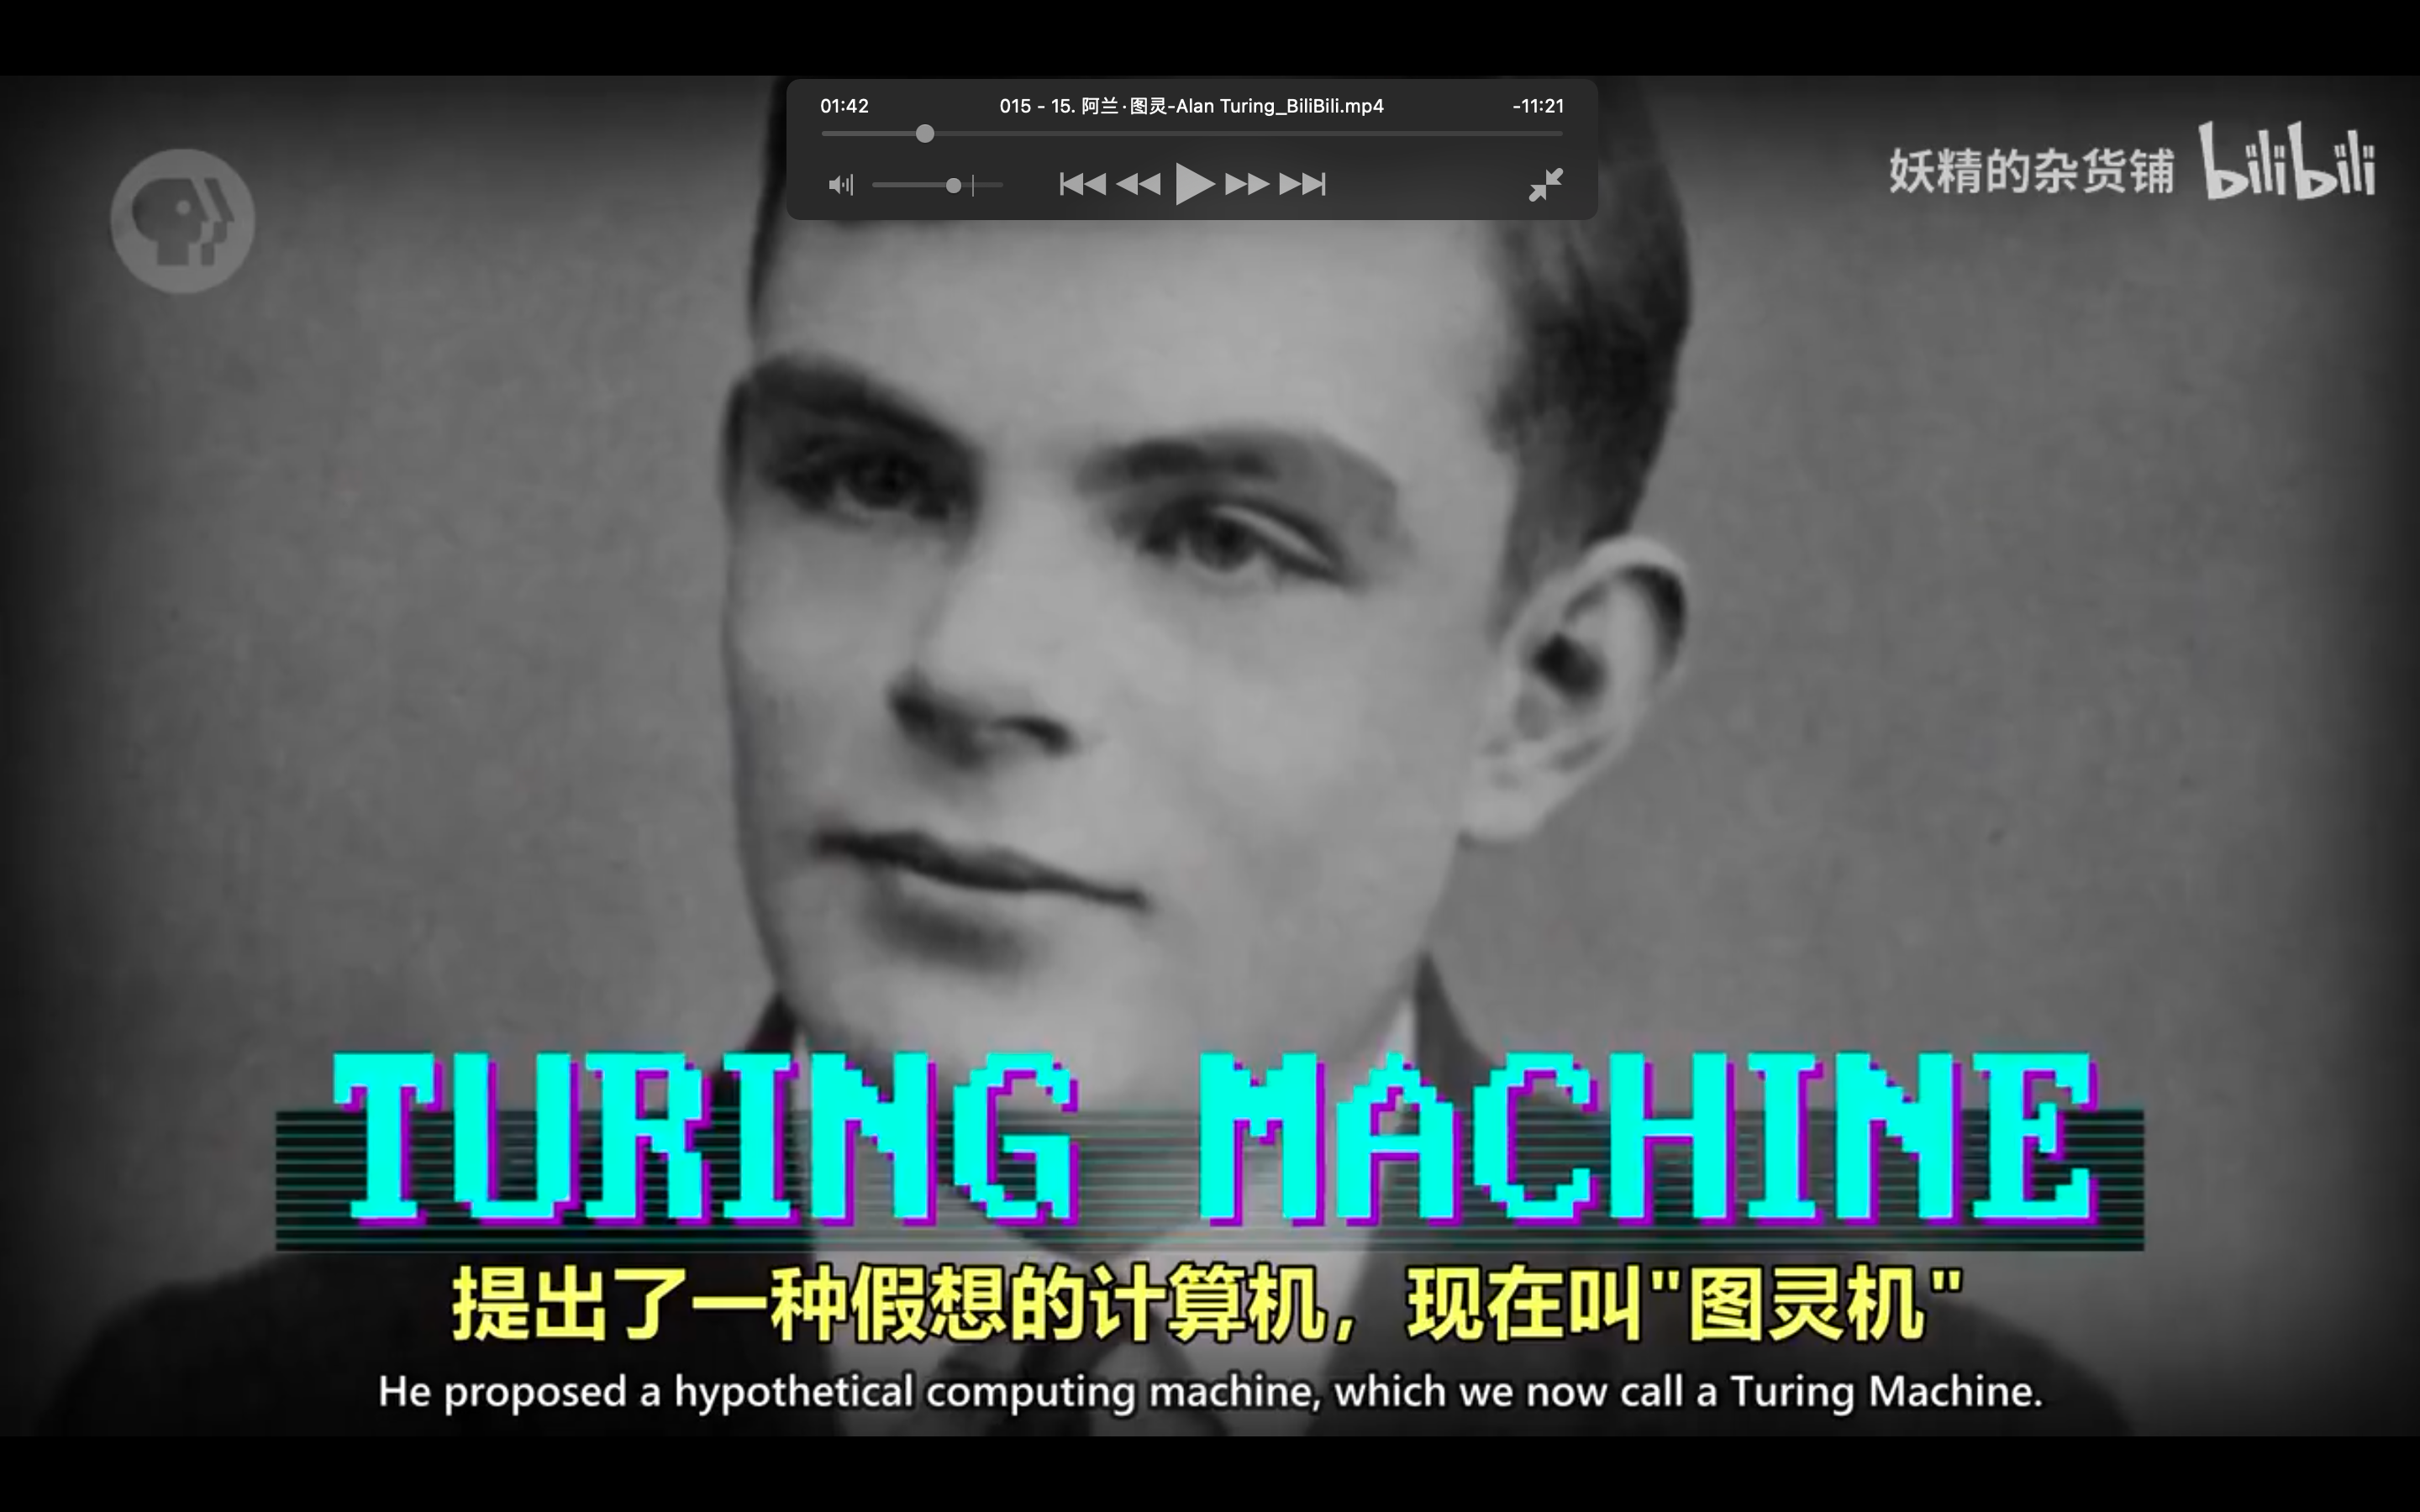 01:42 015 - 15. 阿兰·图灵-Alan Turing_BiliBili.mp4 -11:21
妖精的杂货铺 bilibili
TURING MACHINE
提出了一种假想的计算机，现在叫"图灵机"
He proposed a hypothetical computing machine, which we now call a Turing Machine.